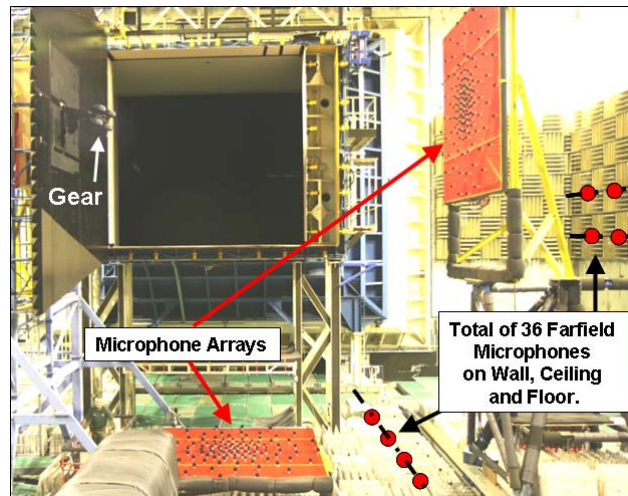 Gear
Microphone Arrays
Total of 36 Farfield
Microphones
on Wall, Ceiling
and Floor.